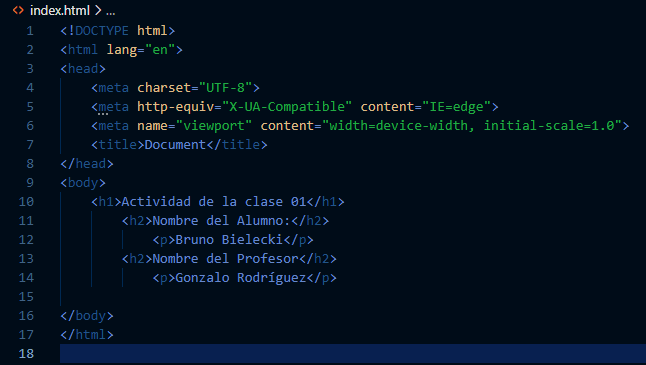 <> index.html > ...
1 <!DOCTYPE html>
2 <html lang="en">
3 <head>
4     <meta charset="UTF-8">
5     <meta http-equiv="X-UA-Compatible" content="IE=edge">
6     <meta name="viewport" content="width=device-width, initial-scale=1.0">
7     <title>Document</title>
8 </head>
9 <body>
10     <h1>Actividad de la clase 01</h1>
11         <h2>Nombre del Alumno:</h2>
12             <p>Bruno Bielecki</p>
13         <h2>Nombre del Profesor</h2>
14             <p>Gonzalo Rodríguez</p>
15
16 </body>
17 </html>
18